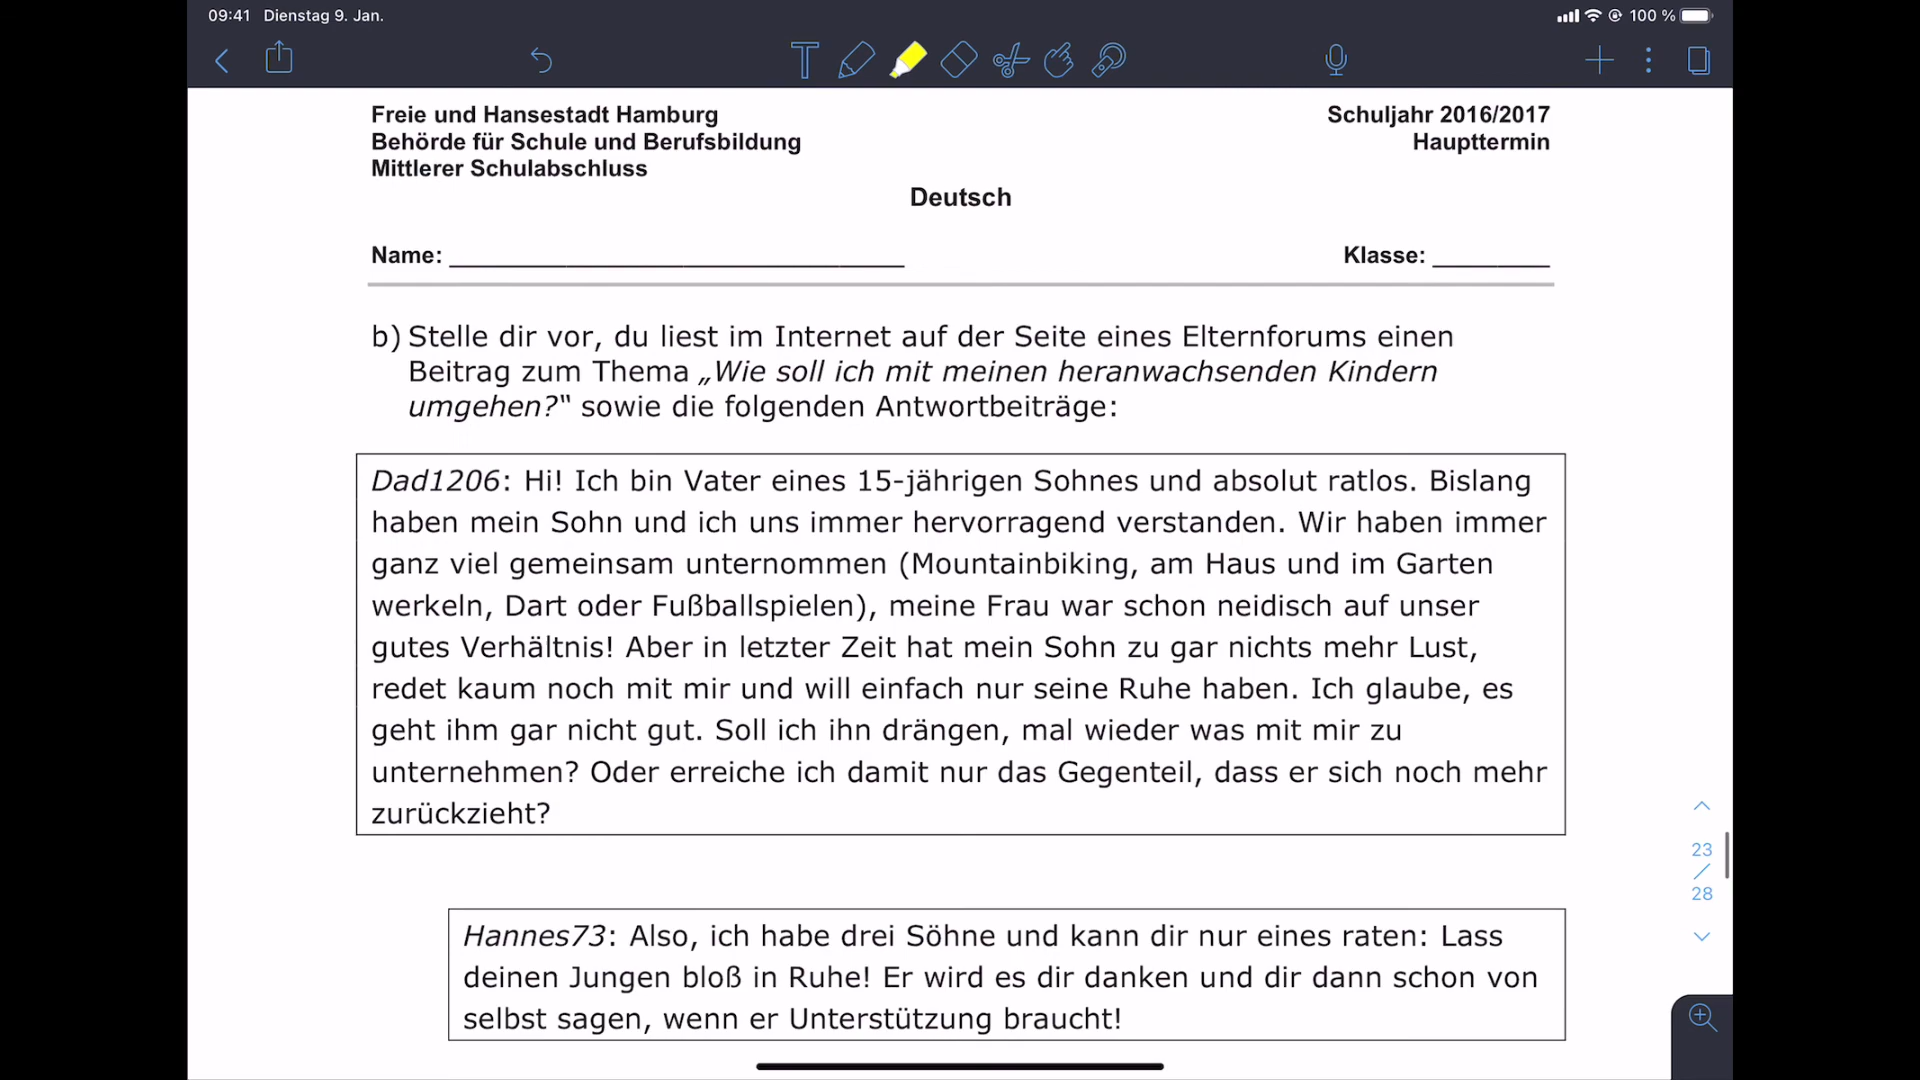 09:41 Dienstag 9. Jan.
100 %
Freie und Hansestadt Hamburg
Schuljahr 2016/2017
Behörde für Schule und Berufsbildung
Haupttermin
Mittlerer Schulabschluss
Deutsch
Name: ___________________________________
Klasse: _________
b) Stelle dir vor, du liest im Internet auf der Seite eines Elternforums einen
Beitrag zum Thema „Wie soll ich mit meinen heranwachsenden Kindern
umgehen?“ sowie die folgenden Antwortbeiträge:
Dad1206: Hi! Ich bin Vater eines 15-jährigen Sohnes und absolut ratlos. Bislang
haben mein Sohn und ich uns immer hervorragend verstanden. Wir haben immer
ganz viel gemeinsam unternommen (Mountainbiking, am Haus und im Garten
werkeln, Dart oder Fußballspielen), meine Frau war schon neidisch auf unser
gutes Verhältnis! Aber in letzter Zeit hat mein Sohn zu gar nichts mehr Lust,
redet kaum noch mit mir und will einfach nur seine Ruhe haben. Ich glaube, es
geht ihm gar nicht gut. Soll ich ihn drängen, mal wieder was mit mir zu
unternehmen? Oder erreiche ich damit nur das Gegenteil, dass er sich noch mehr
zurückzieht?
23
/
28
Hannes73: Also, ich habe drei Söhne und kann dir nur eines raten: Lass
deinen Jungen bloß in Ruhe! Er wird es dir danken und dir dann schon von
selbst sagen, wenn er Unterstützung braucht!